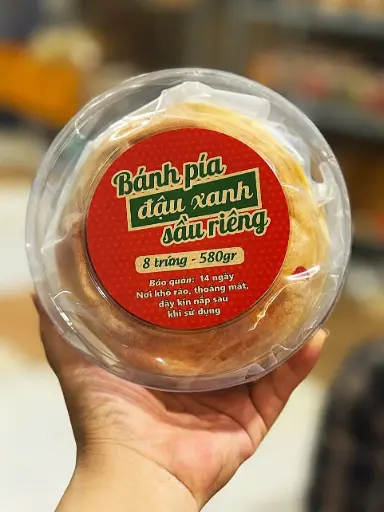 Bánh pía
đậu xanh
sầu riêng
8 trứng - 580gr
Bảo quản: 14 ngày
Nơi khô ráo, thoáng mát,
đậy kín nắp sau
khi sử dụng